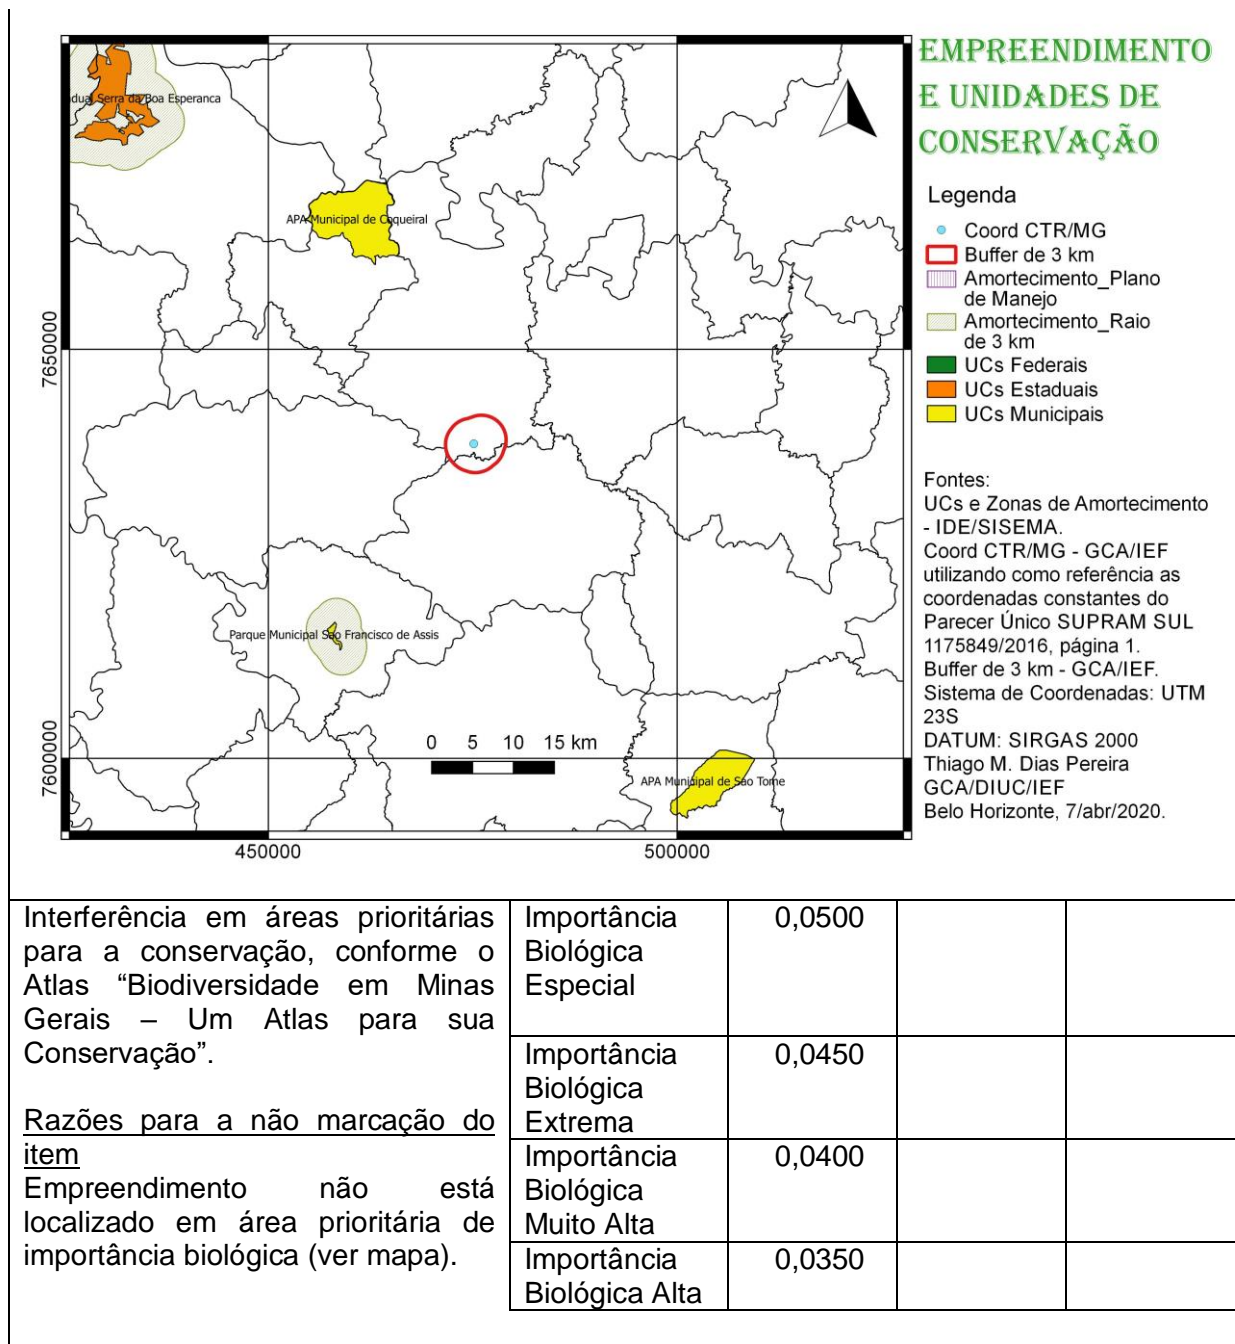 EMPREENDIMENTO
E UNIDADES DE
CONSERVAÇÃO
Legenda
Coord CTR/MG
Buffer de 3 km
Amortecimento_Plano
de Manejo
Amortecimento_Raio
de 3 km
UCs Federais
UCs Estaduais
UCs Municipais
Fontes:
UCs e Zonas de Amortecimento
- IDE/SISEMA.
Coord CTR/MG - GCA/IEF
utilizando como referência as
coordenadas constantes do
Parecer Único SUPRAM SUL
1175849/2016, página 1.
Buffer de 3 km - GCA/IEF.
Sistema de Coordenadas: UTM
23S
DATUM: SIRGAS 2000
Thiago M. Dias Pereira
GCA/DIUC/IEF
Belo Horizonte, 7/abr/2020.
dual Serra da Boa Esperanca
APA Municipal de Coqueiral
Parque Municipal Sao Francisco de Assis
APA Municipal de Sao Tome
0 5 10 15 km
7650000
7600000
450000
500000
Interferência em áreas prioritárias
para a conservação, conforme o
Atlas “Biodiversidade em Minas
Gerais – Um Atlas para sua
Conservação”.
Razões para a não marcação do
item
Empreendimento não está
localizado em área prioritária de
importância biológica (ver mapa).
Importância
Biológica
Especial
0,0500
Importância
Biológica
Extrema
0,0450
Importância
Biológica
Muito Alta
0,0400
Importância
Biológica Alta
0,0350